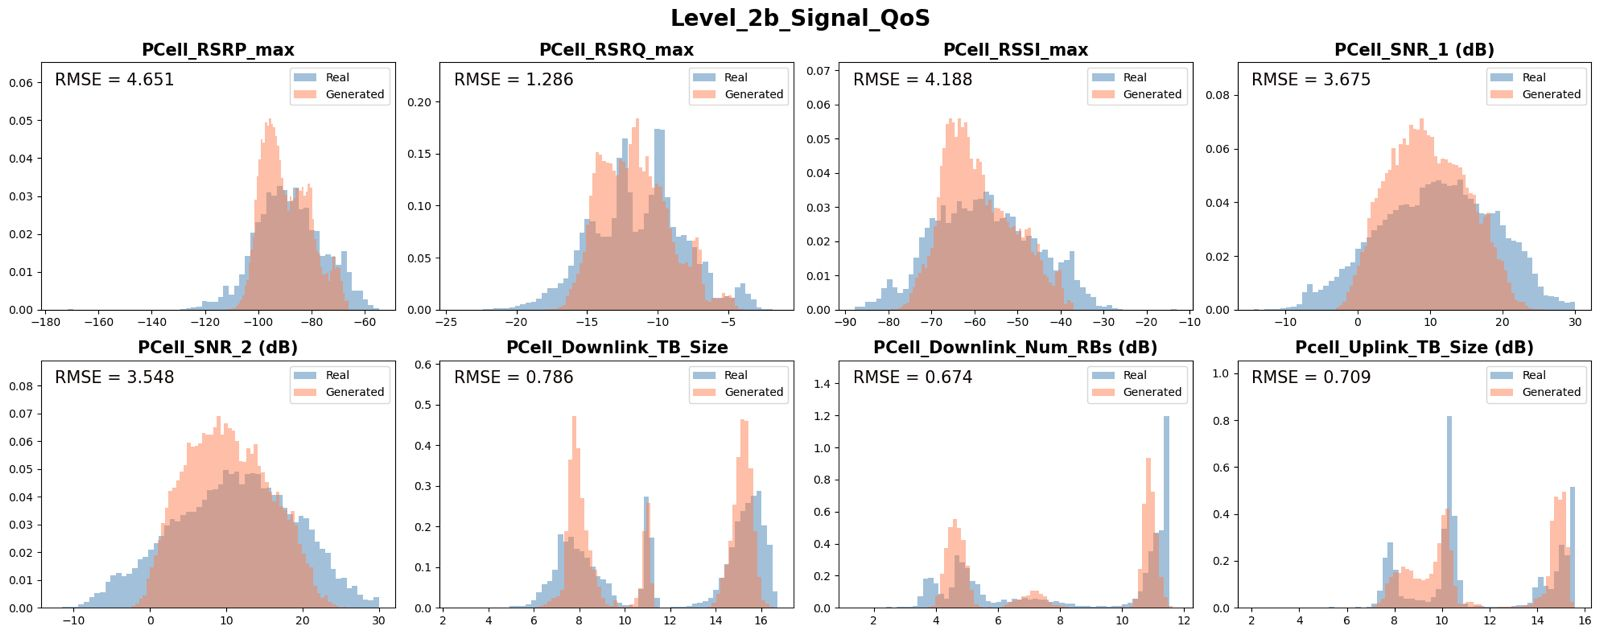 Level_2b_Signal_QoS
PCell_RSRP_max
RMSE = 4.651
Real
Generated
0.06
0.05
0.04
0.03
0.02
0.01
0.00
−180 −160 −140 −120 −100 −80 −60
PCell_RSRQ_max
RMSE = 1.286
Real
Generated
0.20
0.15
0.10
0.05
0.00
−25 −20 −15 −10 −5
PCell_RSSI_max
RMSE = 4.188
Real
Generated
0.07
0.06
0.05
0.04
0.03
0.02
0.01
0.00
−90 −80 −70 −60 −50 −40 −30 −20 −10
PCell_SNR_1 (dB)
RMSE = 3.675
Real
Generated
0.08
0.06
0.04
0.02
0.00
−10 0 10 20 30
PCell_SNR_2 (dB)
RMSE = 3.548
Real
Generated
0.08
0.07
0.06
0.05
0.04
0.03
0.02
0.01
0.00
−10 0 10 20 30
PCell_Downlink_TB_Size
RMSE = 0.786
Real
Generated
0.6
0.5
0.4
0.3
0.2
0.1
0.0
2 4 6 8 10 12 14 16
PCell_Downlink_Num_RBs (dB)
RMSE = 0.674
Real
Generated
1.4
1.2
1.0
0.8
0.6
0.4
0.2
0.0
2 4 6 8 10 12
Pcell_Uplink_TB_Size (dB)
RMSE = 0.709
Real
Generated
1.0
0.8
0.6
0.4
0.2
0.0
2 4 6 8 10 12 14 16